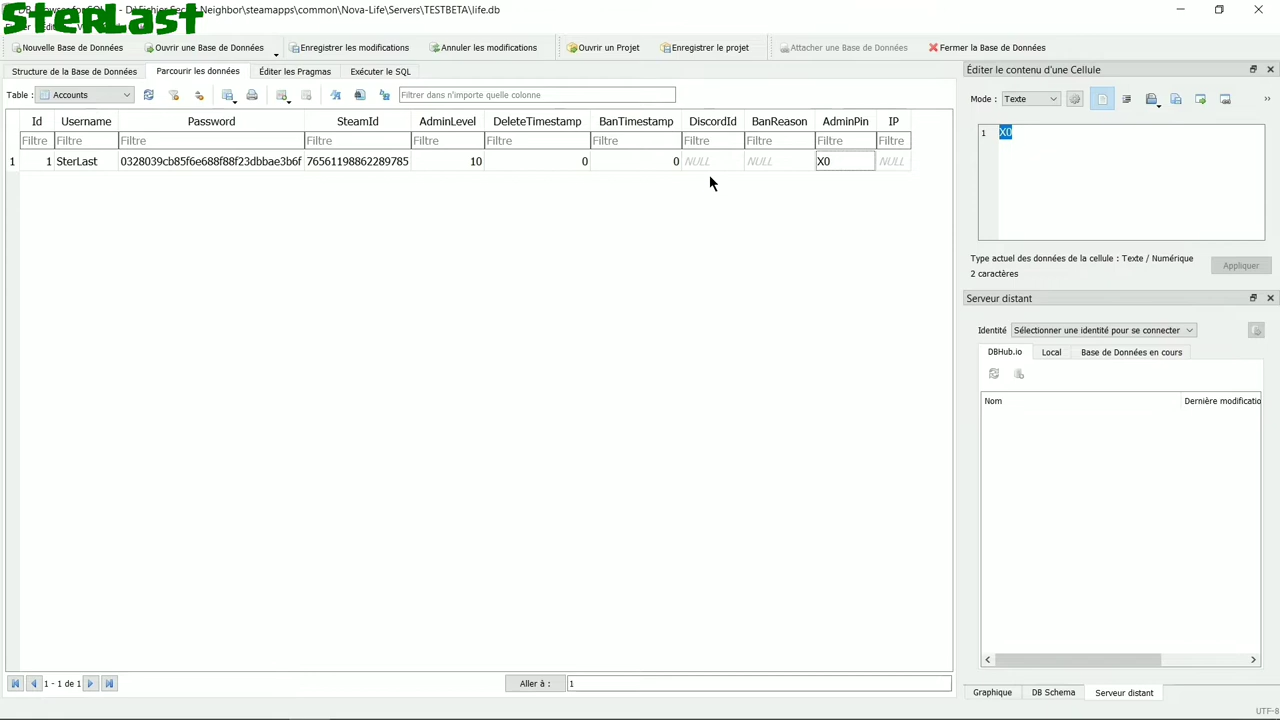 SterLast
Neighbor\steamapps\common\Nova-Life\Servers\TESTBETA\life.db
Nouvelle Base de Données Ouvrir une Base de Données Enregistrer les modifications Annuler les modifications Ouvrir un Projet Enregistrer le projet Attacher une Base de Données Fermer la Base de Données
Structure de la Base de Données Parcourir les données Éditer les Pragmas Exécuter le SQL
Éditer le contenu d'une Cellule
Table : Accounts Filtrer dans n'importe quelle colonne
Mode : Texte »
Id Username Password SteamId AdminLevel DeleteTimestamp BanTimestamp DiscordId BanReason AdminPin IP
Filtre Filtre Filtre Filtre Filtre Filtre Filtre Filtre Filtre Filtre Filtre
1 1 SterLast 0328039cb85f6e688f88f23dbbae3b6f 76561198862289785 10 0 0 NULL NULL X0 NULL
1 X0
Type actuel des données de la cellule : Texte / Numérique
2 caractères
Appliquer
Serveur distant
Identité Sélectionner une identité pour se connecter
DBHub.io Local Base de Données en cours
Nom Dernière modificatio
1 - 1 de 1 Aller à : 1
Graphique DB Schema Serveur distant
UTF-8